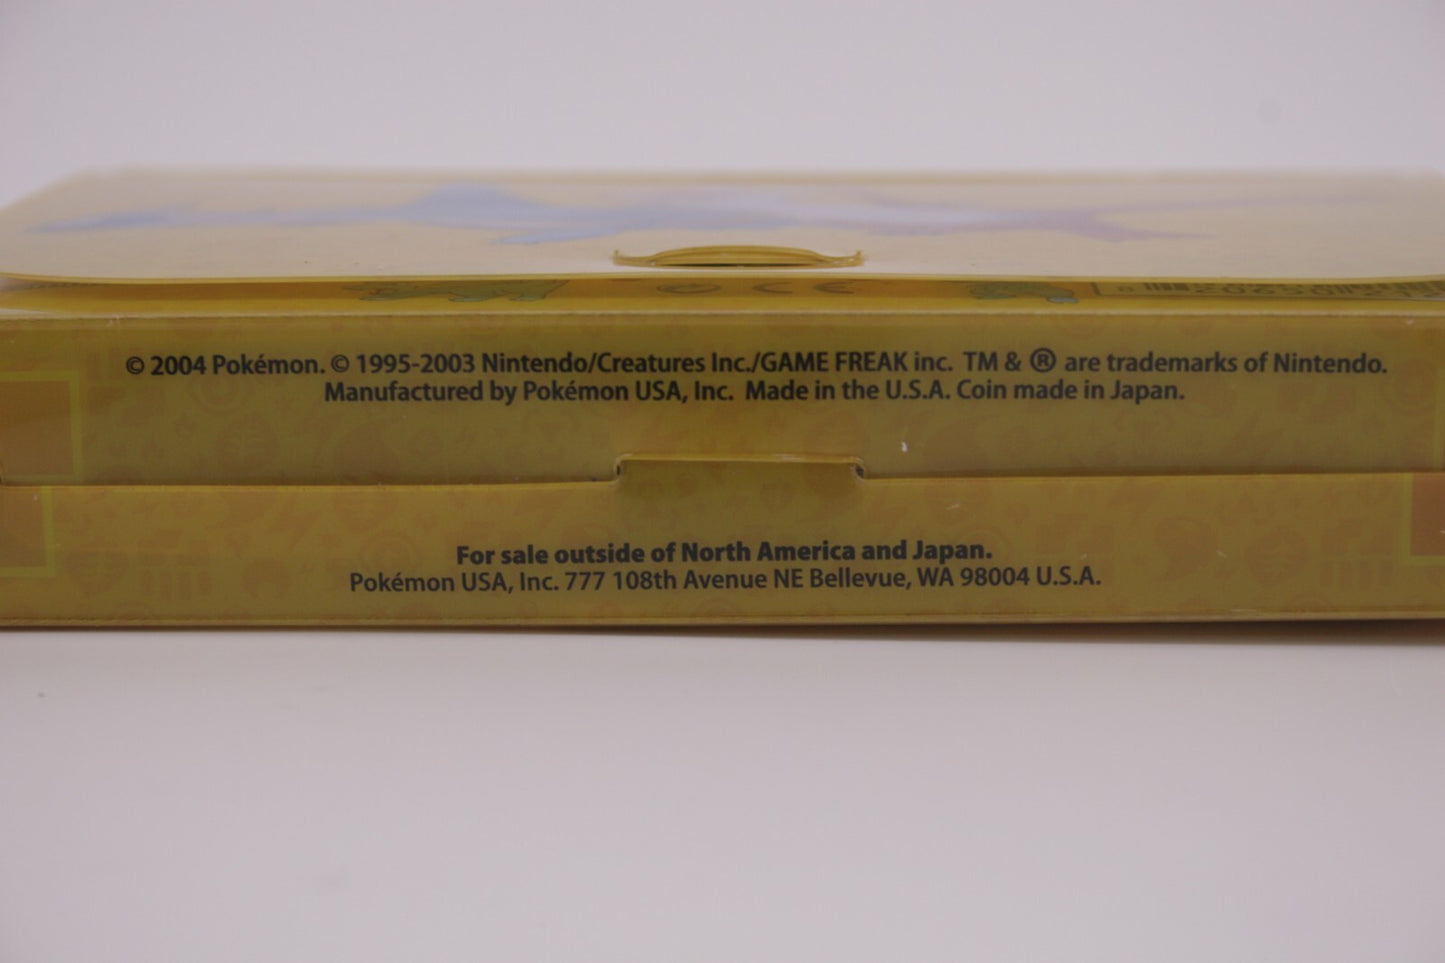 © 2004 Pokémon. © 1995-2003 Nintendo/Creatures Inc./GAME FREAK inc. TM & ® are trademarks of Nintendo.
Manufactured by Pokémon USA, Inc. Made in the U.S.A. Coin made in Japan.
For sale outside of North America and Japan.
Pokémon USA, Inc. 777 108th Avenue NE Bellevue, WA 98004 U.S.A.